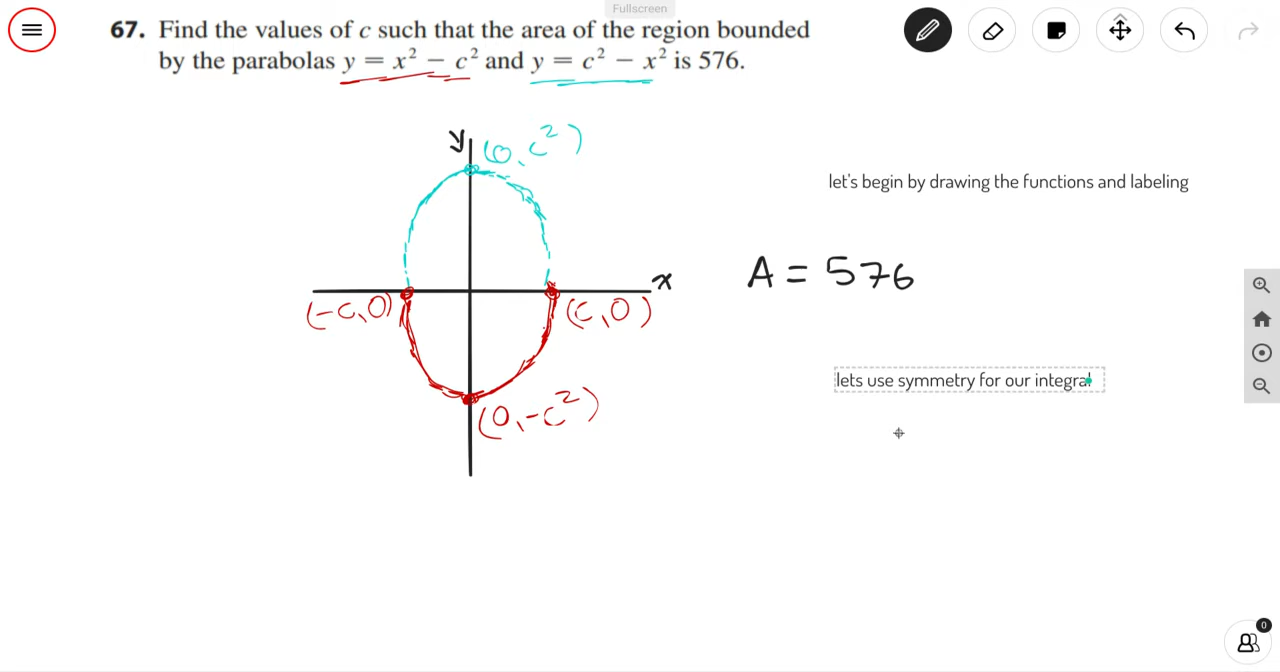 Fullscreen
67. Find the values of c such that the area of the region bounded
by the parabolas y = x² − c² and y = c² − x² is 576.
y
(0, c²)
let's begin by drawing the functions and labeling
A = 576
x
(-c,0)
(c,0)
lets use symmetry for our integral
(0,-c²)
0